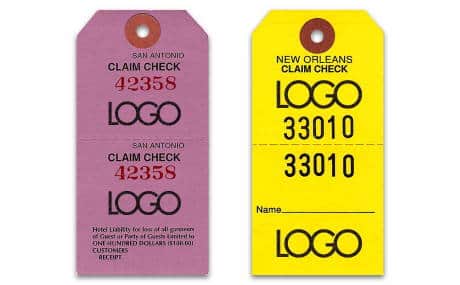 SAN ANTONIO
CLAIM CHECK
42358
LOGO
SAN ANTONIO
CLAIM CHECK
42358
LOGO
Hotel Liability for loss of all garments
of Guest or Party of Guests Limited to
ONE-HUNDRED DOLLARS ($100.00)
CUSTOMERS
RECEIPT
NEW ORLEANS
CLAIM CHECK
LOGO
33010
33010
Name
LOGO